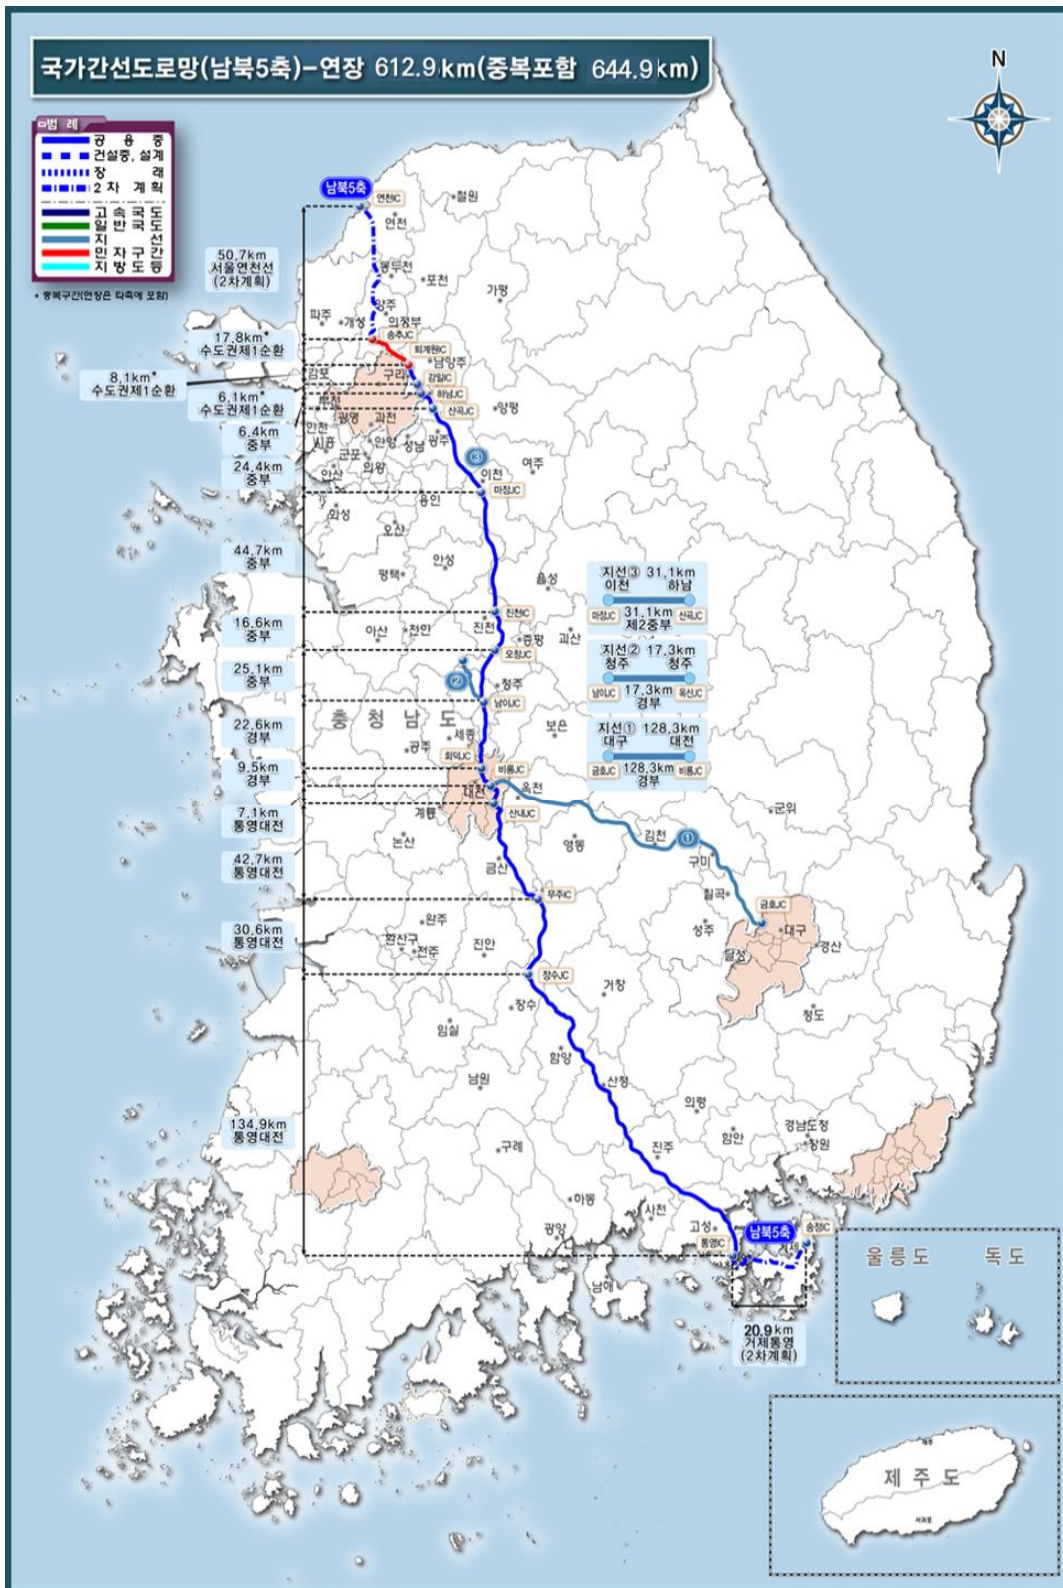 국가간선도로망(남북5축)-연장 612.9km(중복포함 644.9km)
N
범 례
공 용 중
건설중, 설계
장 래
2차 계획
고속국도
일반국도
지 선
민자구간
지방도등
* 중복구간(연장은 타축에 포함)
남북5축
연천IC
철원
연천
50.7km
서울연천선
(2차계획)
동두천
포천
가평
양주
파주
개성
의정부
송추JC
17.8km*
수도권제1순환
퇴계원IC
남양주
김포
구리
강일IC
8.1km*
수도권제1순환
하남JC
6.1km*
수도권제1순환
산곡JC
양평
부천
광명
과천
인천
시흥
안양
성남
광주
6.4km
중부
군포
의왕
안산
③
이천
여주
24.4km
중부
마장JC
용인
화성
오산
44.7km
중부
안성
평택
음성
지선③ 31.1km
이천 하남
마장JC
31.1km
제2중부
산곡JC
진천IC
16.6km
중부
아산
천안
진천
증평
괴산
오창JC
지선② 17.3km
청주 청주
남이JC
17.3km
경부
옥산JC
25.1km
중부
②
청주
남이JC
충청남도
22.6km
경부
세종
공주
보은
지선① 128.3km
대구 대전
금호JC
128.3km
경부
비룡JC
회덕JC
비룡JC
9.5km
경부
대전
옥천
계룡
산내JC
군위
7.1km
통영대전
논산
영동
김천
①
구미
42.7km
통영대전
금산
무주IC
칠곡
금호JC
완주
성주
대구
30.6km
통영대전
완산구
전주
진안
달성
경산
장수JC
거창
장수
청도
임실
함양
남원
산청
의령
134.9km
통영대전
함안
경남도청
창원
구례
진주
하동
사천
고성
광양
남북5축
송정IC
통영IC
남해
20.9km
거제통영
(2차계획)
울릉도
독도
제주
제주도
서귀포